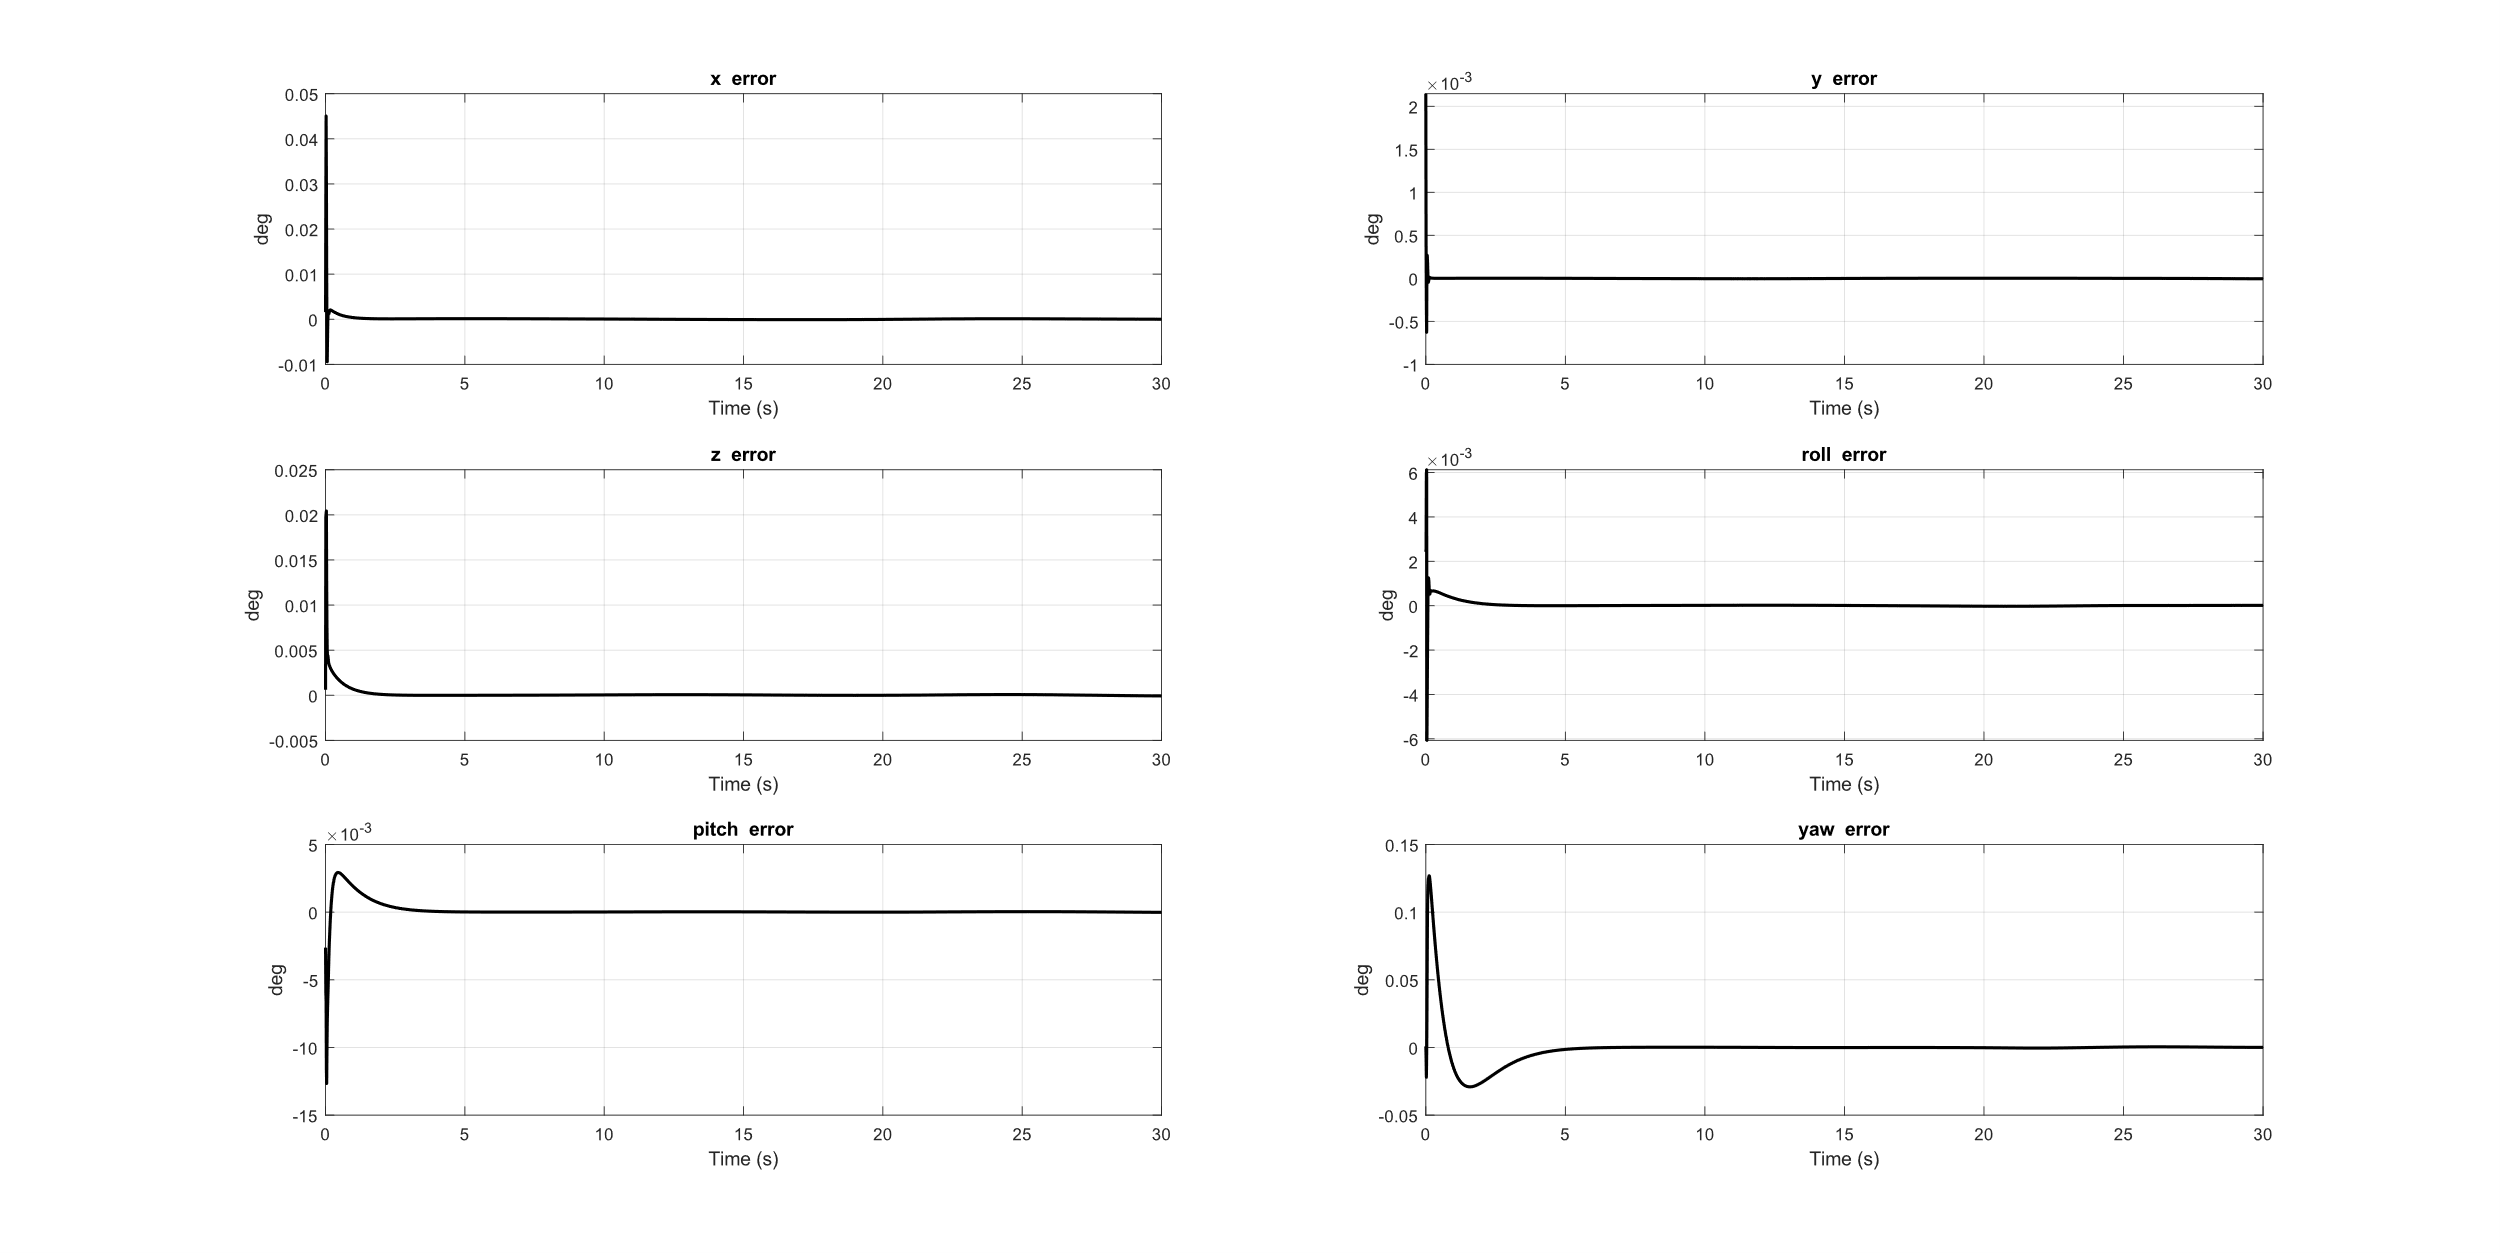 x error
0.05
0.04
0.03
0.02
0.01
0
-0.01
deg
0 5 10 15 20 25 30
Time (s)
y error
× 10-3
2
1.5
1
0.5
0
-0.5
-1
deg
0 5 10 15 20 25 30
Time (s)
z error
0.025
0.02
0.015
0.01
0.005
0
-0.005
deg
0 5 10 15 20 25 30
Time (s)
roll error
× 10-3
6
4
2
0
-2
-4
-6
deg
0 5 10 15 20 25 30
Time (s)
pitch error
× 10-3
5
0
-5
-10
-15
deg
0 5 10 15 20 25 30
Time (s)
yaw error
0.15
0.1
0.05
0
-0.05
deg
0 5 10 15 20 25 30
Time (s)